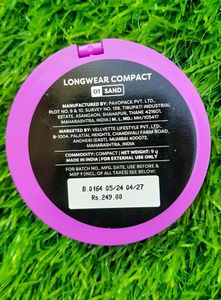 LONGWEAR COMPACT
01 SAND
MANUFACTURED BY: PAVOPACK PVT. LTD.,
PLOT NO. 9 & 10, SURVEY NO. 138, TIRUPATI INDUSTRIAL
ESTATE, ASANGAON, SHAHAPUR, THANE 421601,
MAHARASHTRA, INDIA | M. L. NO.: MH/105417
MARKETED BY: VELLVETTE LIFESTYLE PVT. LTD.,
B-1004, PALATIAL HEIGHTS, CHANDIVALI FARM ROAD,
ANDHERI (EAST), MUMBAI 400072,
MAHARASHTRA, INDIA
COMMODITY: COMPACT | NET WEIGHT: 9 g
MADE IN INDIA | FOR EXTERNAL USE ONLY
FOR BATCH NO., MFG. DATE, USE BEFORE &
MRP ₹ (INCL. OF ALL TAXES) SEE BELOW:
B.0164 05/24 04/27
Rs.249.00